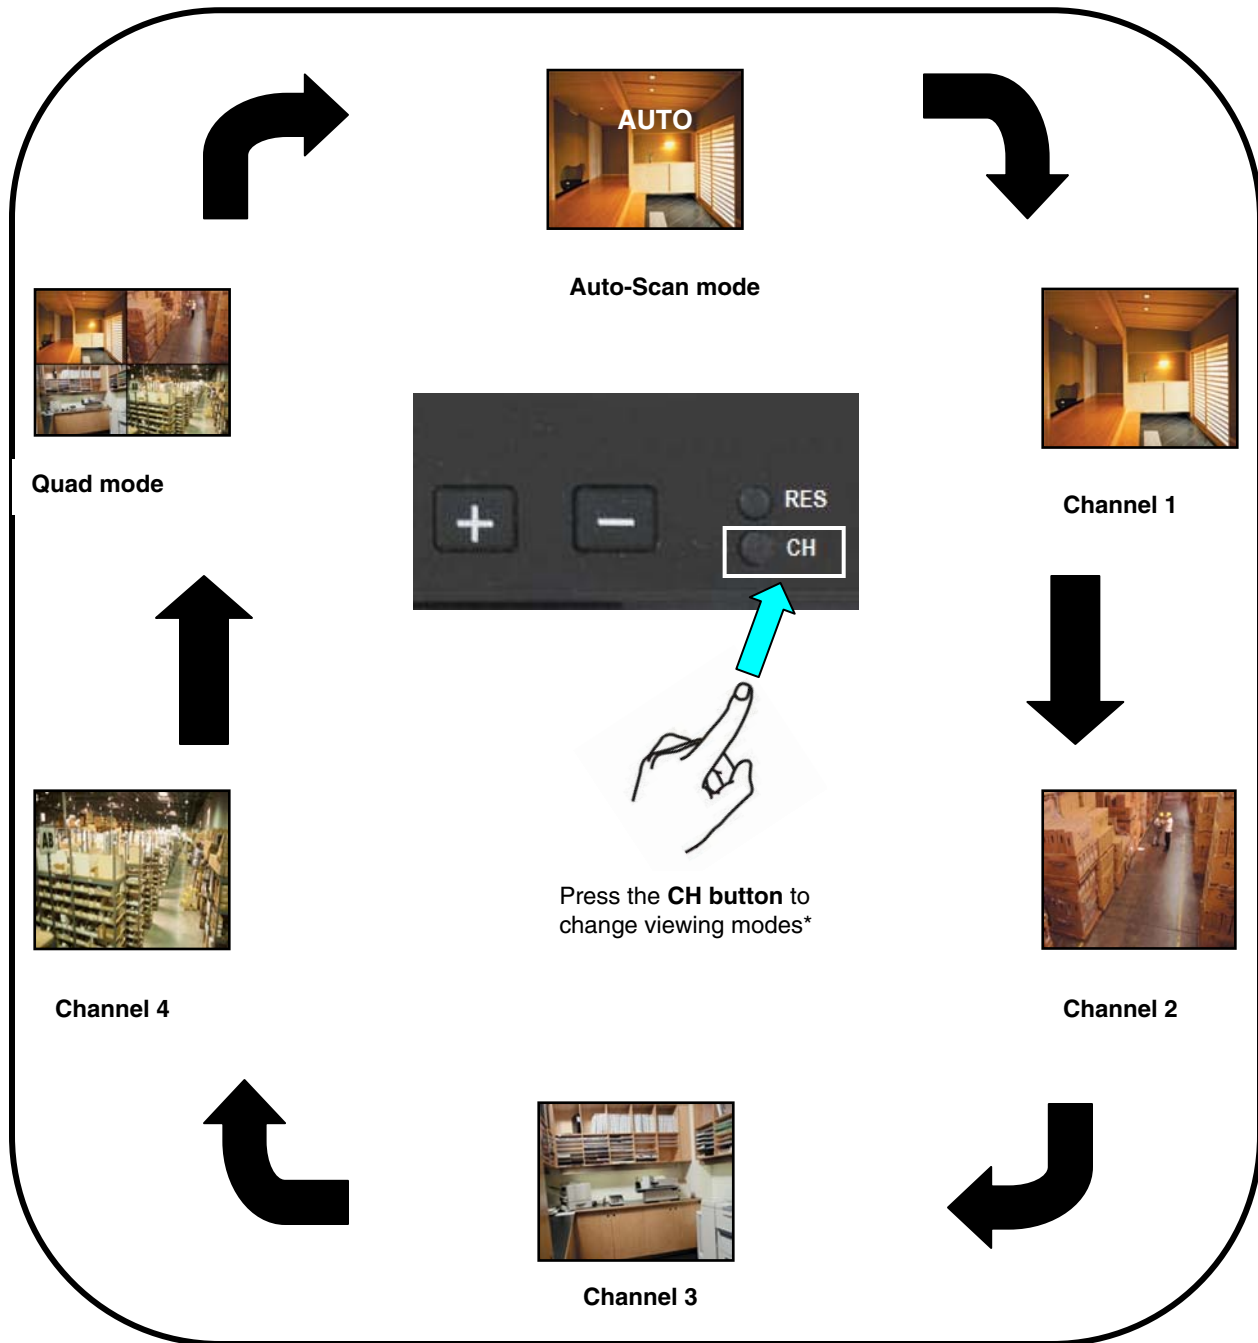 AUTO
Auto-Scan mode
Quad mode
Channel 1
+
−
RES
CH
Press the CH button to
change viewing modes*
Channel 4
Channel 2
AB
Channel 3